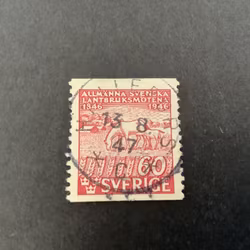 ALLMÄNNA SVENSKA
LANTBRUKSMÖTENA
1846 1946
13 8
47
60
SVERIGE